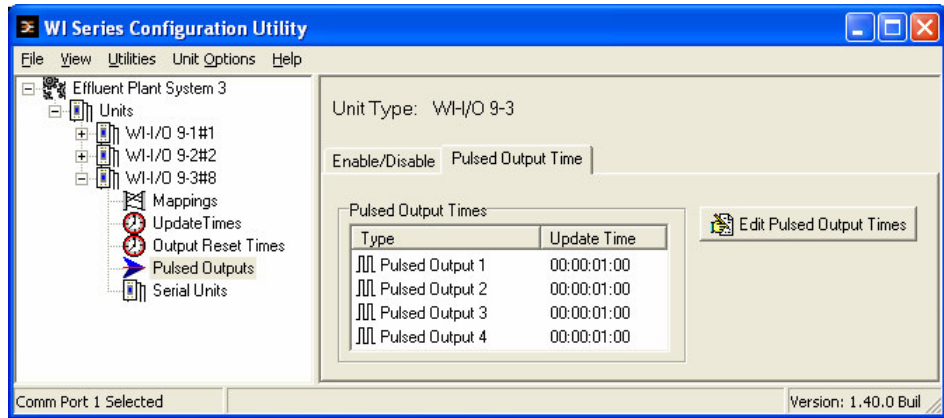 WI Series Configuration Utility
File View Utilities Unit Options Help
Effluent Plant System 3
Units
WI-I/O 9-1#1
WI-I/O 9-2#2
WI-I/O 9-3#8
Mappings
UpdateTimes
Output Reset Times
Pulsed Outputs
Serial Units
Unit Type: WI-I/O 9-3
Enable/Disable Pulsed Output Time
Pulsed Output Times
Type Update Time
Pulsed Output 1 00:00:01:00
Pulsed Output 2 00:00:01:00
Pulsed Output 3 00:00:01:00
Pulsed Output 4 00:00:01:00
Edit Pulsed Output Times
Comm Port 1 Selected
Version: 1.40.0 Buil